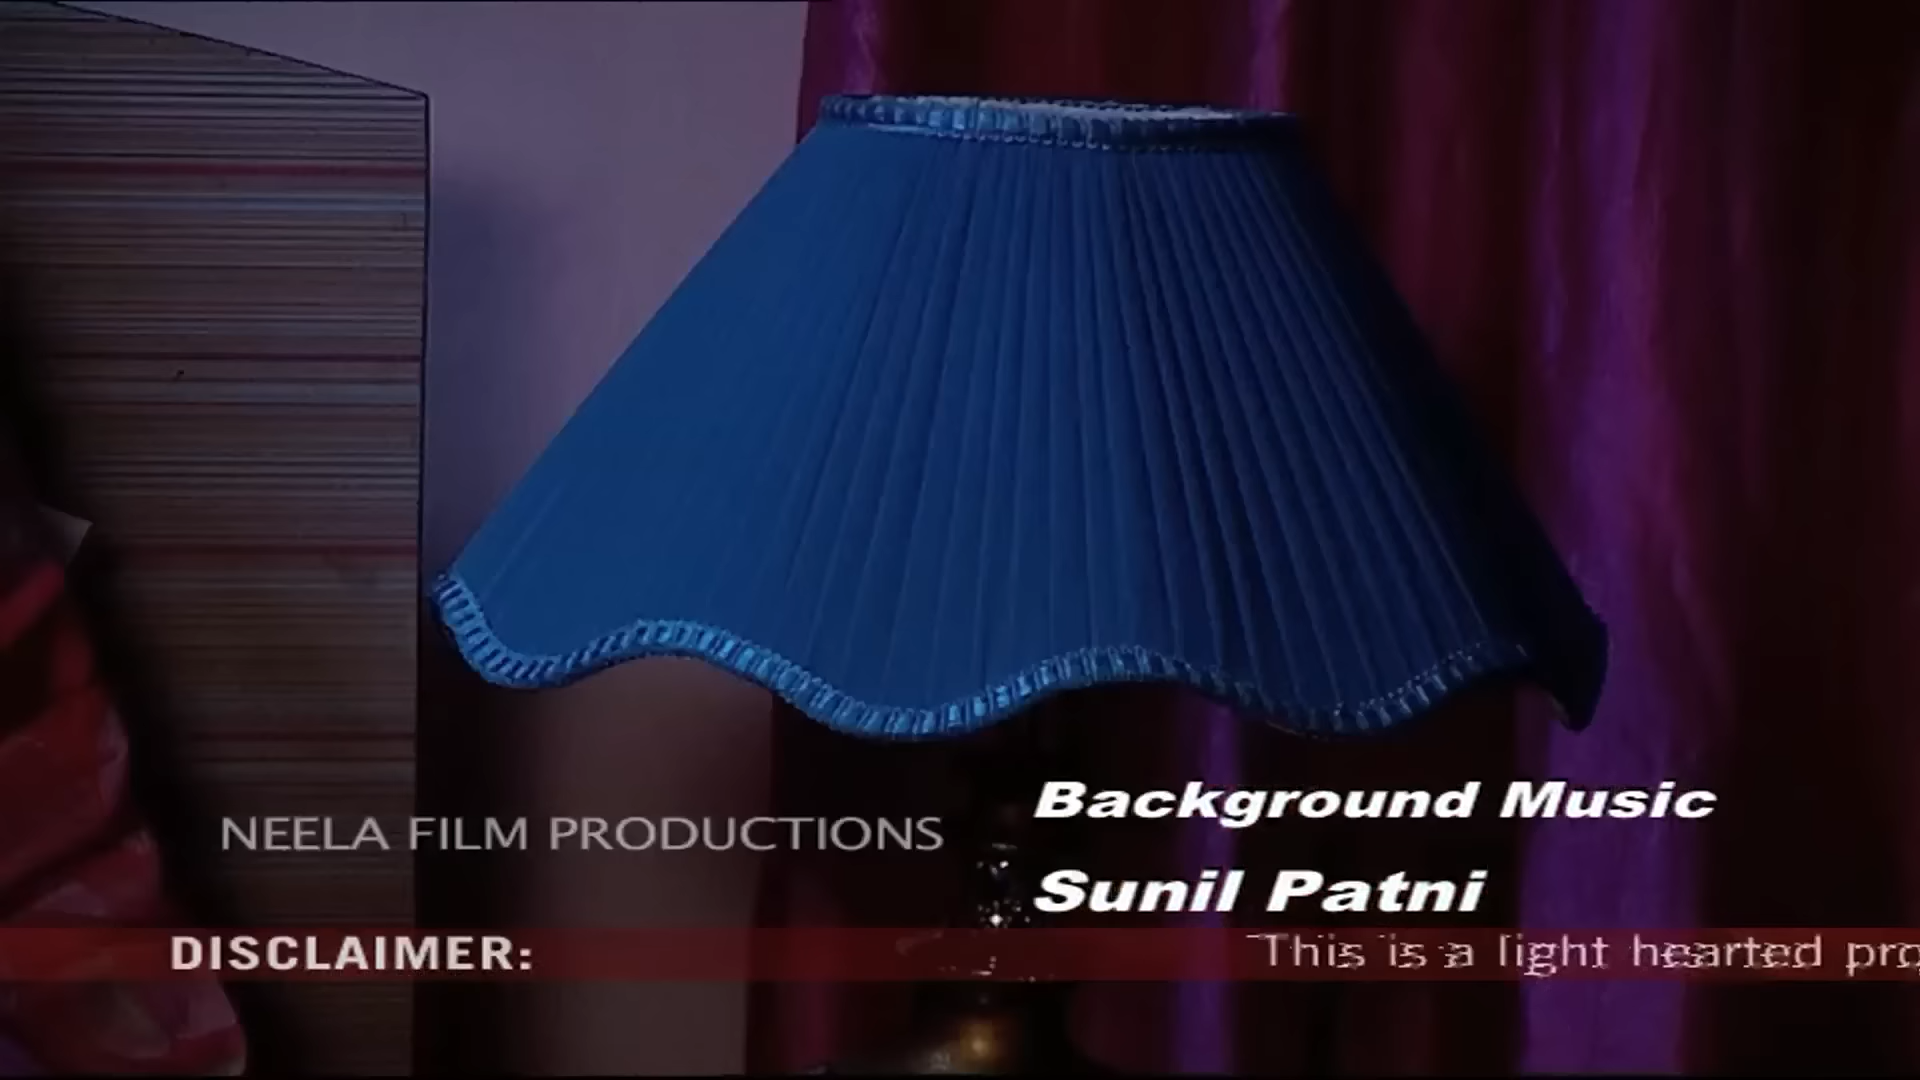 Background Music
NEELA FILM PRODUCTIONS
Sunil Patni
DISCLAIMER: This is a light hearted